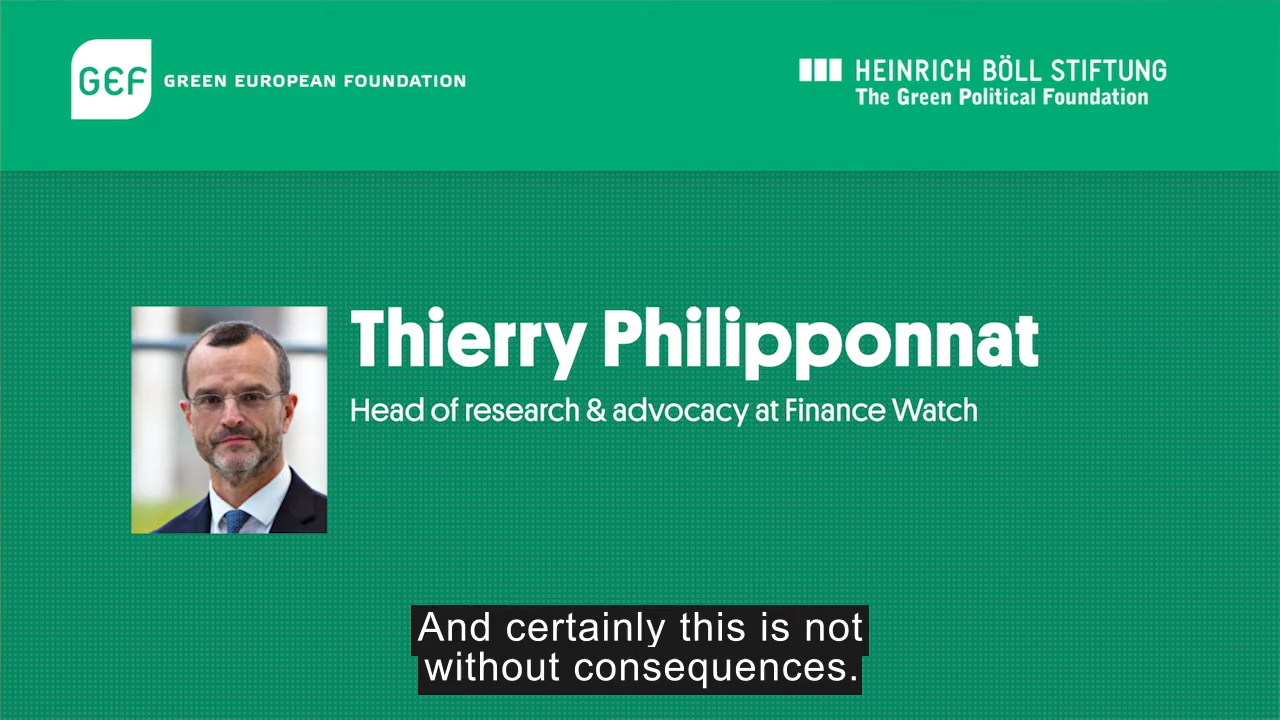 GEF GREEN EUROPEAN FOUNDATION
HEINRICH BÖLL STIFTUNG
The Green Political Foundation
Thierry Philipponnat
Head of research & advocacy at Finance Watch
And certainly this is not
without consequences.